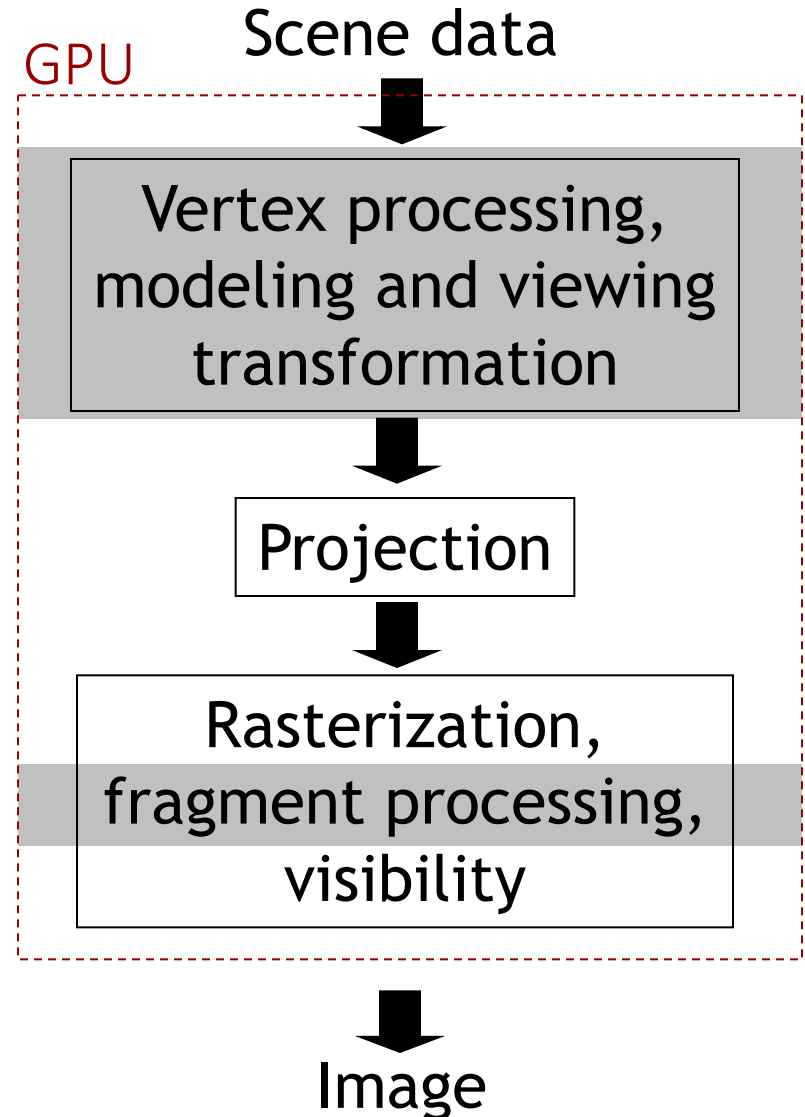 Scene data
GPU
Vertex processing,
modeling and viewing
transformation
Projection
Rasterization,
fragment processing,
visibility
Image